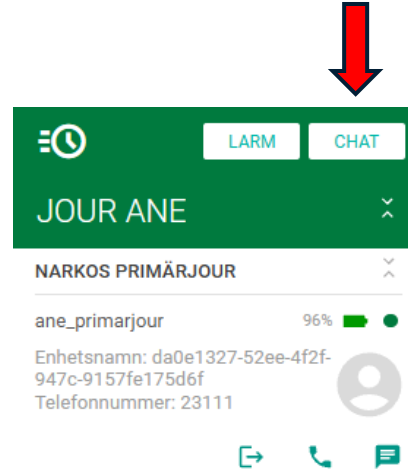 LARM CHAT
JOUR ANE
NARKOS PRIMÄRJOUR
ane_primarjour 96%
Enhetsnamn: da0e1327-52ee-4f2f-
947c-9157fe175d6f
Telefonnummer: 23111